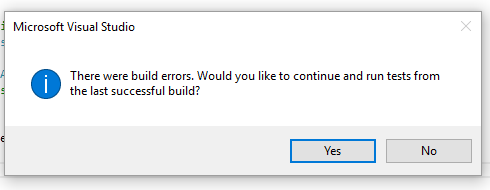 Microsoft Visual Studio
There were build errors. Would you like to continue and run tests from
the last successful build?
Yes
No